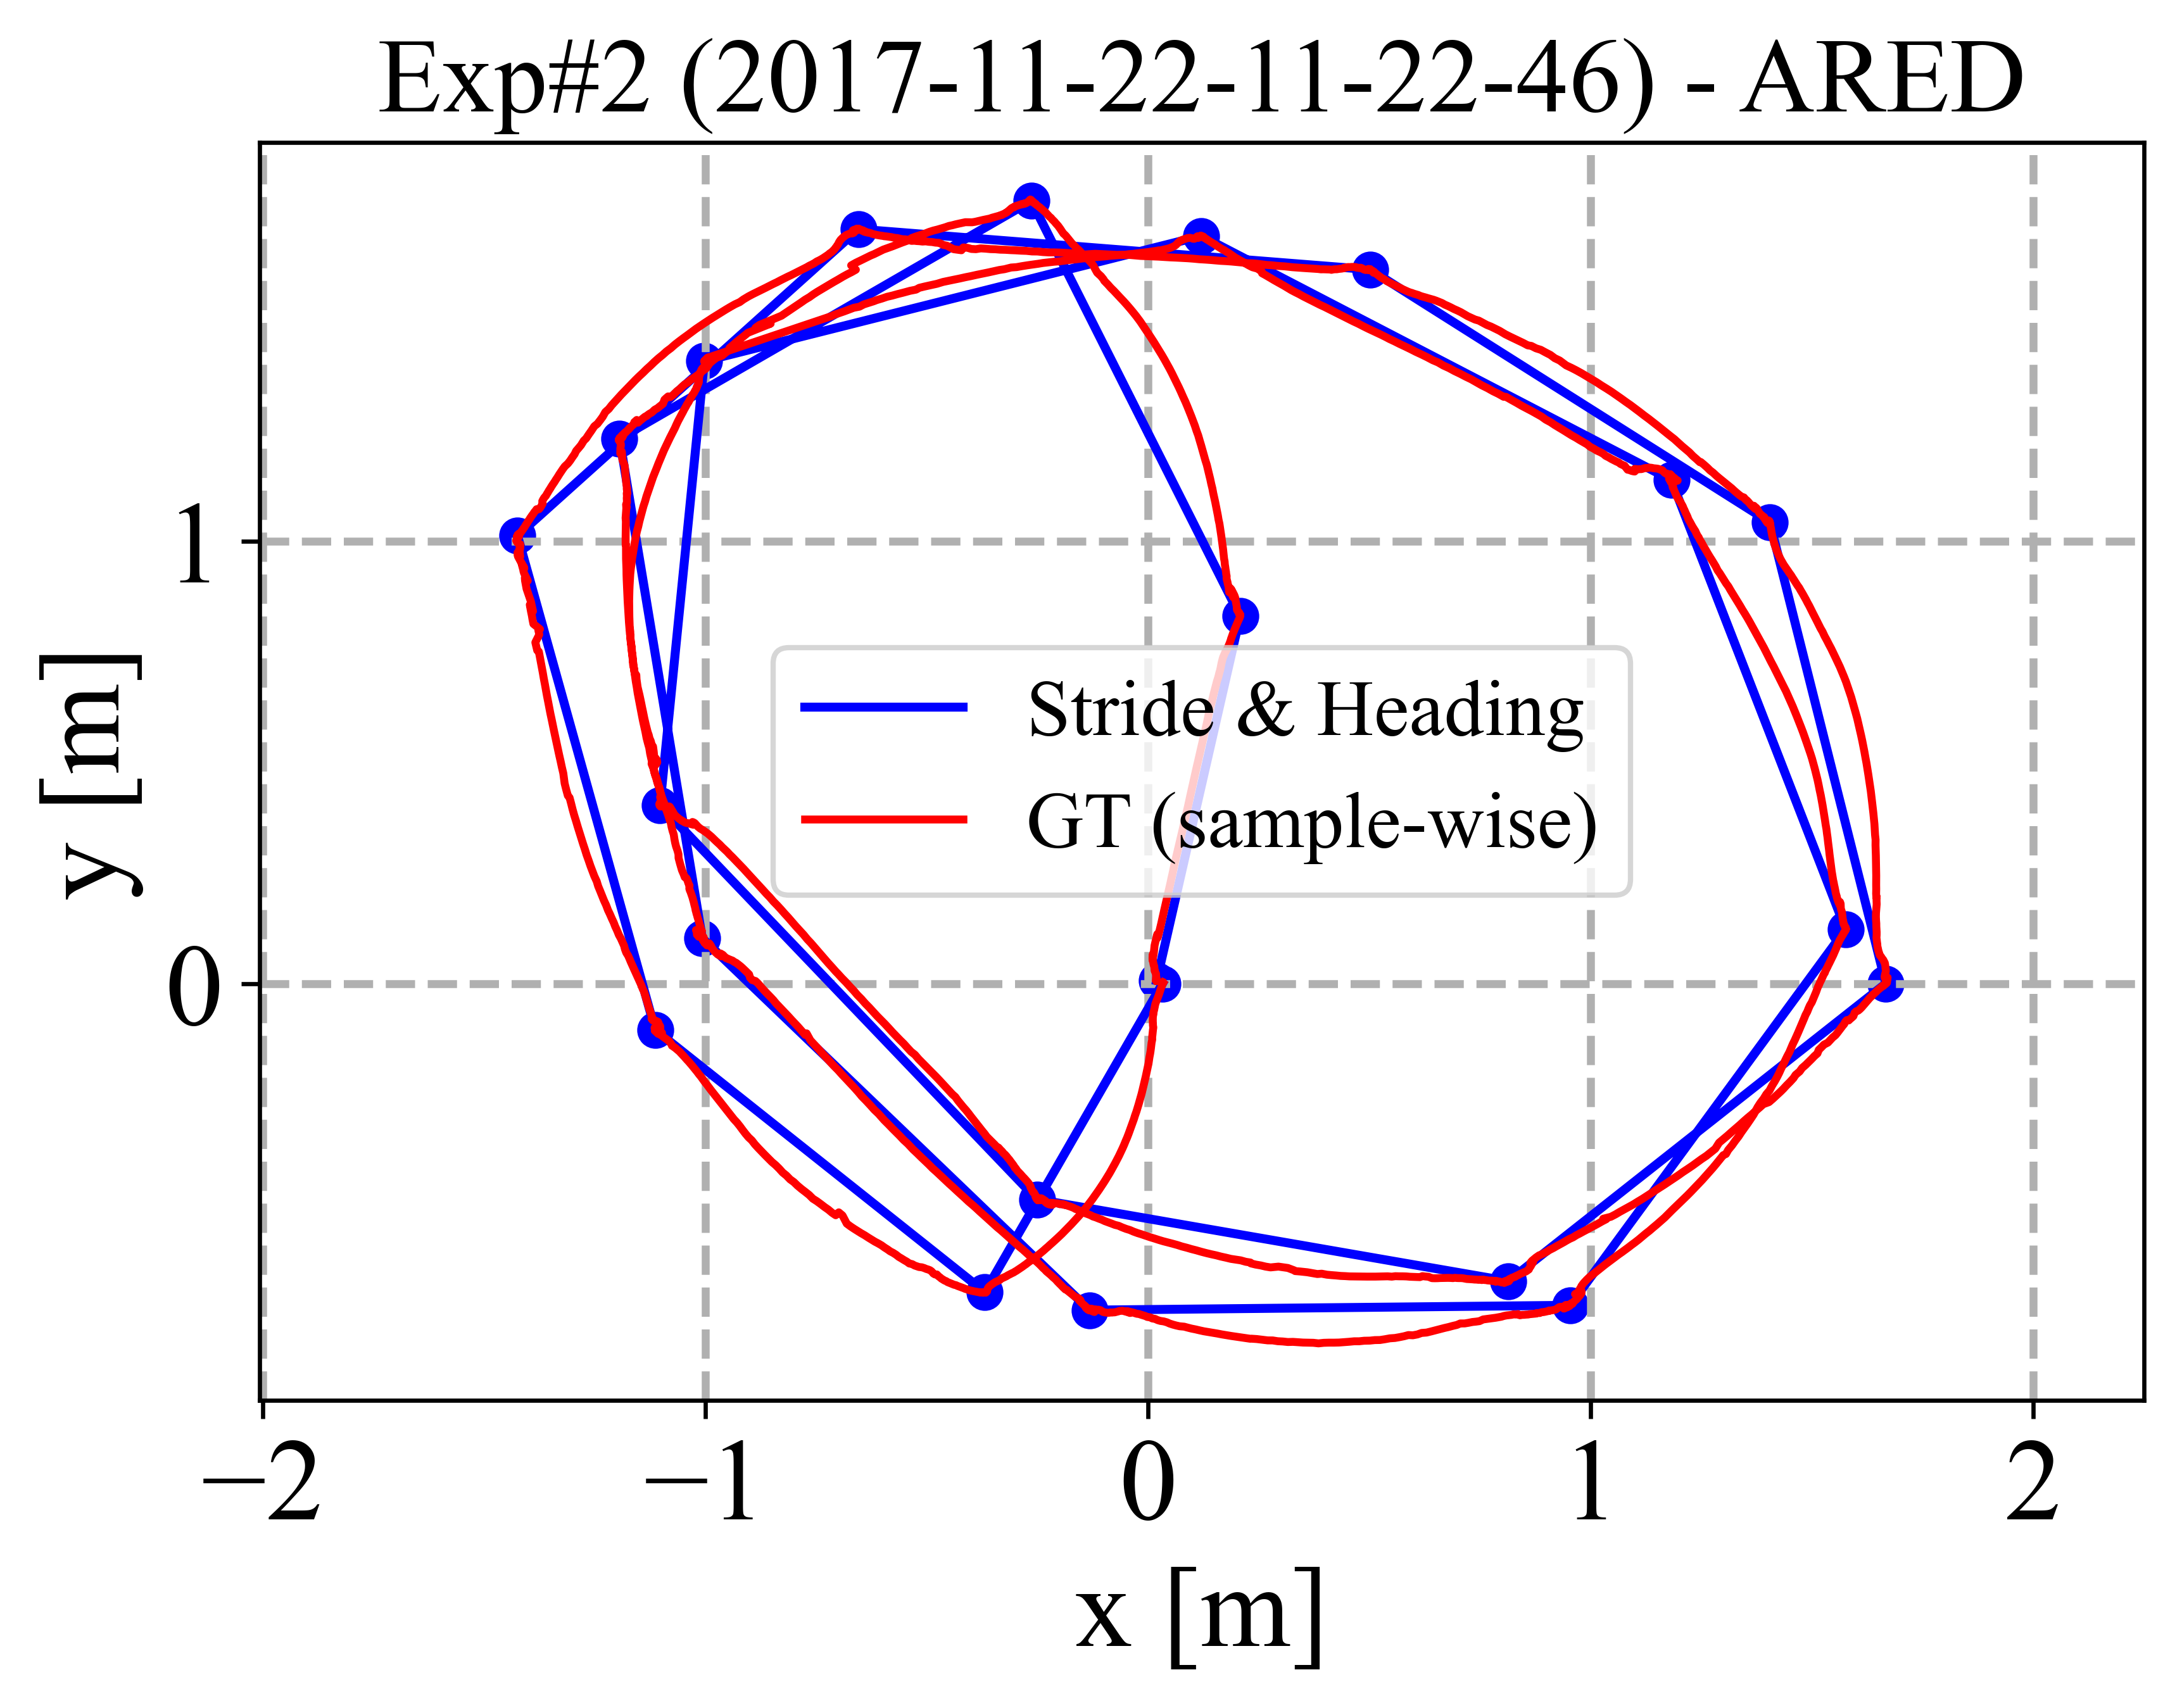 Exp#2 (2017-11-22-11-22-46) - ARED
y [m]
1
0
Stride & Heading
GT (sample-wise)
−2 −1 0 1 2
x [m]